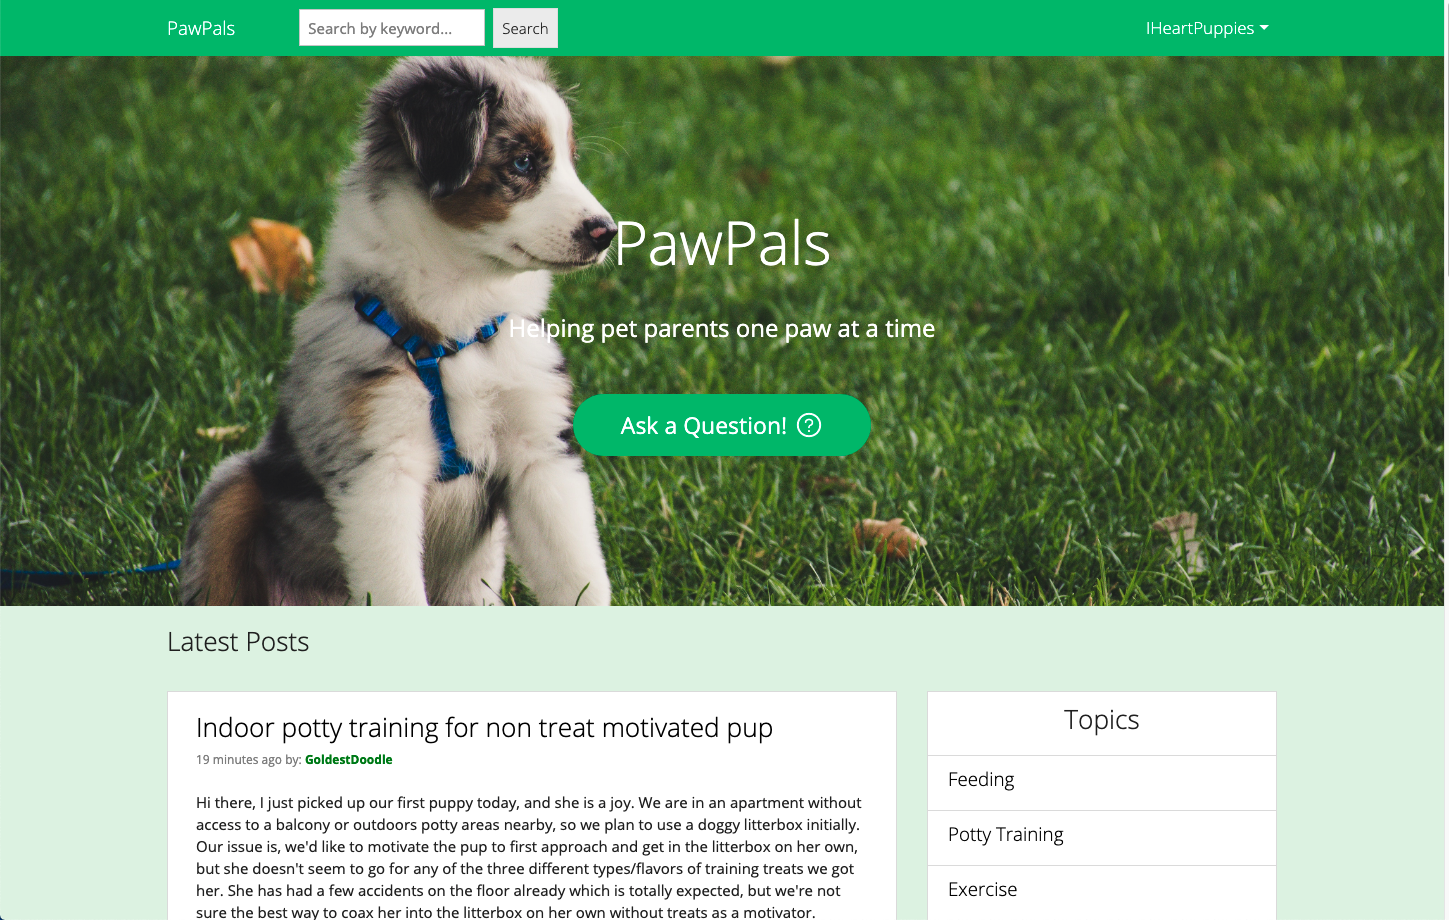 PawPals
Search by keyword...
Search
IHeartPuppies
PawPals
Helping pet parents one paw at a time
Ask a Question!
Latest Posts
Indoor potty training for non treat motivated pup
19 minutes ago by: GoldestDoodle
Hi there, I just picked up our first puppy today, and she is a joy. We are in an apartment without
access to a balcony or outdoors potty areas nearby, so we plan to use a doggy litterbox initially.
Our issue is, we'd like to motivate the pup to first approach and get in the litterbox on her own,
but she doesn't seem to go for any of the three different types/flavors of training treats we got
her. She has had a few accidents on the floor already which is totally expected, but we're not
sure the best way to coax her into the litterbox on her own without treats as a motivator.
Topics
Feeding
Potty Training
Exercise